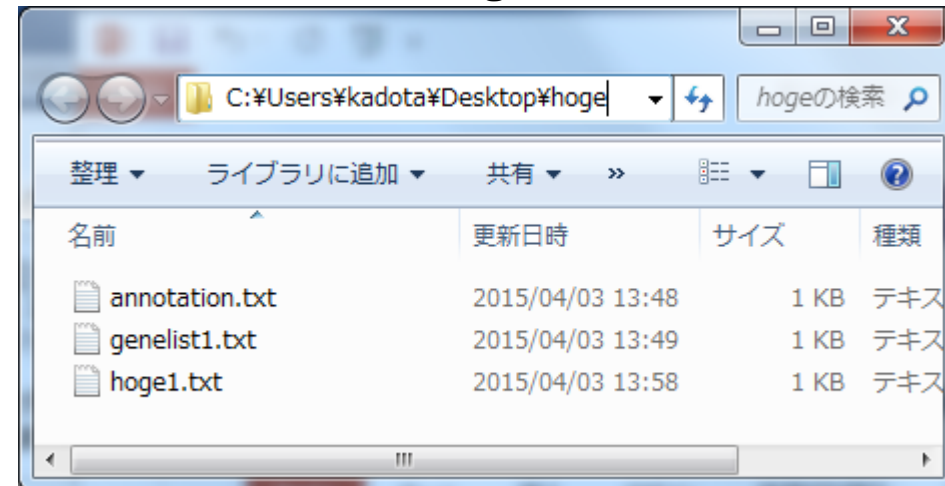 C:¥Users¥kadota¥Desktop¥hoge hogeの検索
整理 ライブラリに追加 共有 »
名前 更新日時 サイズ 種類
annotation.txt 2015/04/03 13:48 1 KB テキス
genelist1.txt 2015/04/03 13:49 1 KB テキス
hoge1.txt 2015/04/03 13:58 1 KB テキス